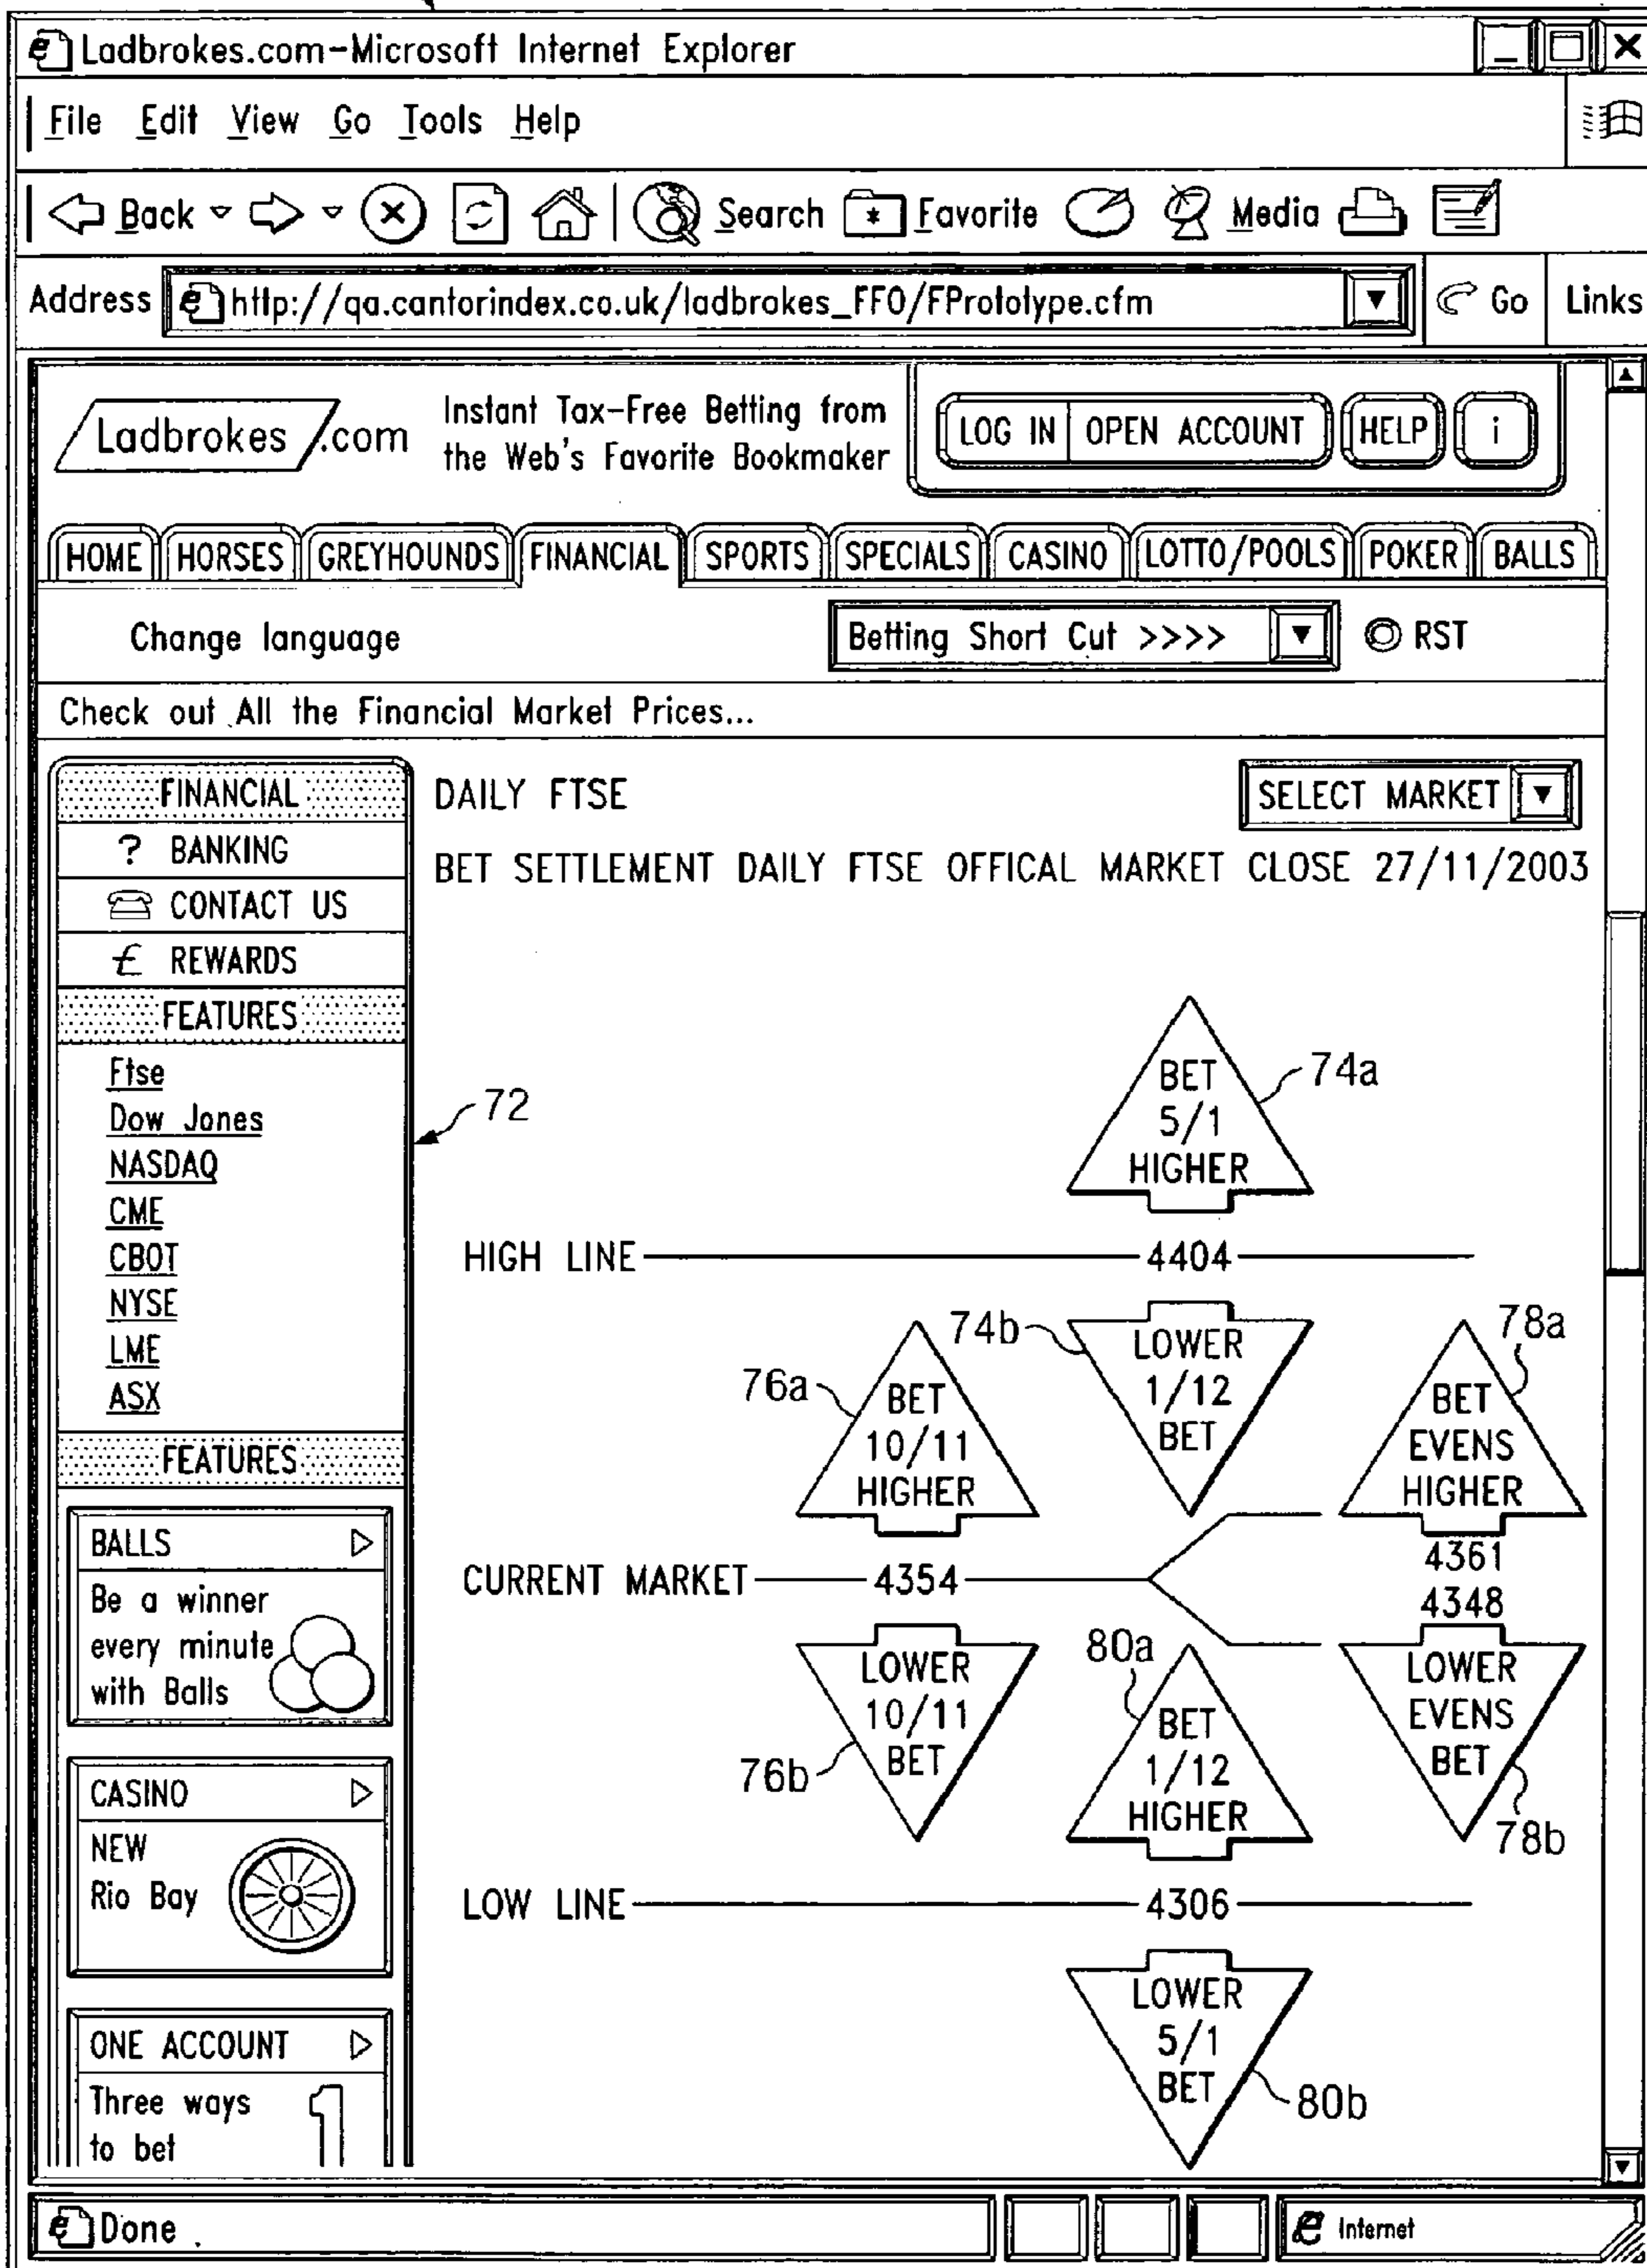 Ladbrokes.com-Microsoft Internet Explorer
File Edit View Go Tools Help
Back Search Favorite Media
Address http://qa.cantorindex.co.uk/ladbrakes_FFO/FPrototype.cfm Go Links
Ladbrokes .com
Instant Tax-Free Betting from
the Web's Favorite Bookmaker
LOG IN OPEN ACCOUNT HELP i
HOME HORSES GREYHOUNDS FINANCIAL SPORTS SPECIALS CASINO LOTTO/POOLS POKER BALLS
Change language Betting Short Cut >>>> RST
Check out All the Financial Market Prices...
FINANCIAL
? BANKING
CONTACT US
£ REWARDS
FEATURES
Ftse
Dow Jones
NASDAQ
CME
CBOT
NYSE
LME
ASX
FEATURES
BALLS
Be a winner
every minute
with Balls
CASINO
NEW
Rio Bay
ONE ACCOUNT
Three ways
to bet
1
72
DAILY FTSE SELECT MARKET
BET SETTLEMENT DAILY FTSE OFFICAL MARKET CLOSE 27/11/2003
BET
5/1
HIGHER
74a
HIGH LINE 4404
74b
LOWER
1/12
BET
76a
BET
10/11
HIGHER
78a
BET
EVENS
HIGHER
CURRENT MARKET 4354
4361
4348
LOWER
10/11
BET
76b
80a
BET
1/12
HIGHER
LOWER
EVENS
BET
78b
LOW LINE 4306
LOWER
5/1
BET
80b
Done
Internet